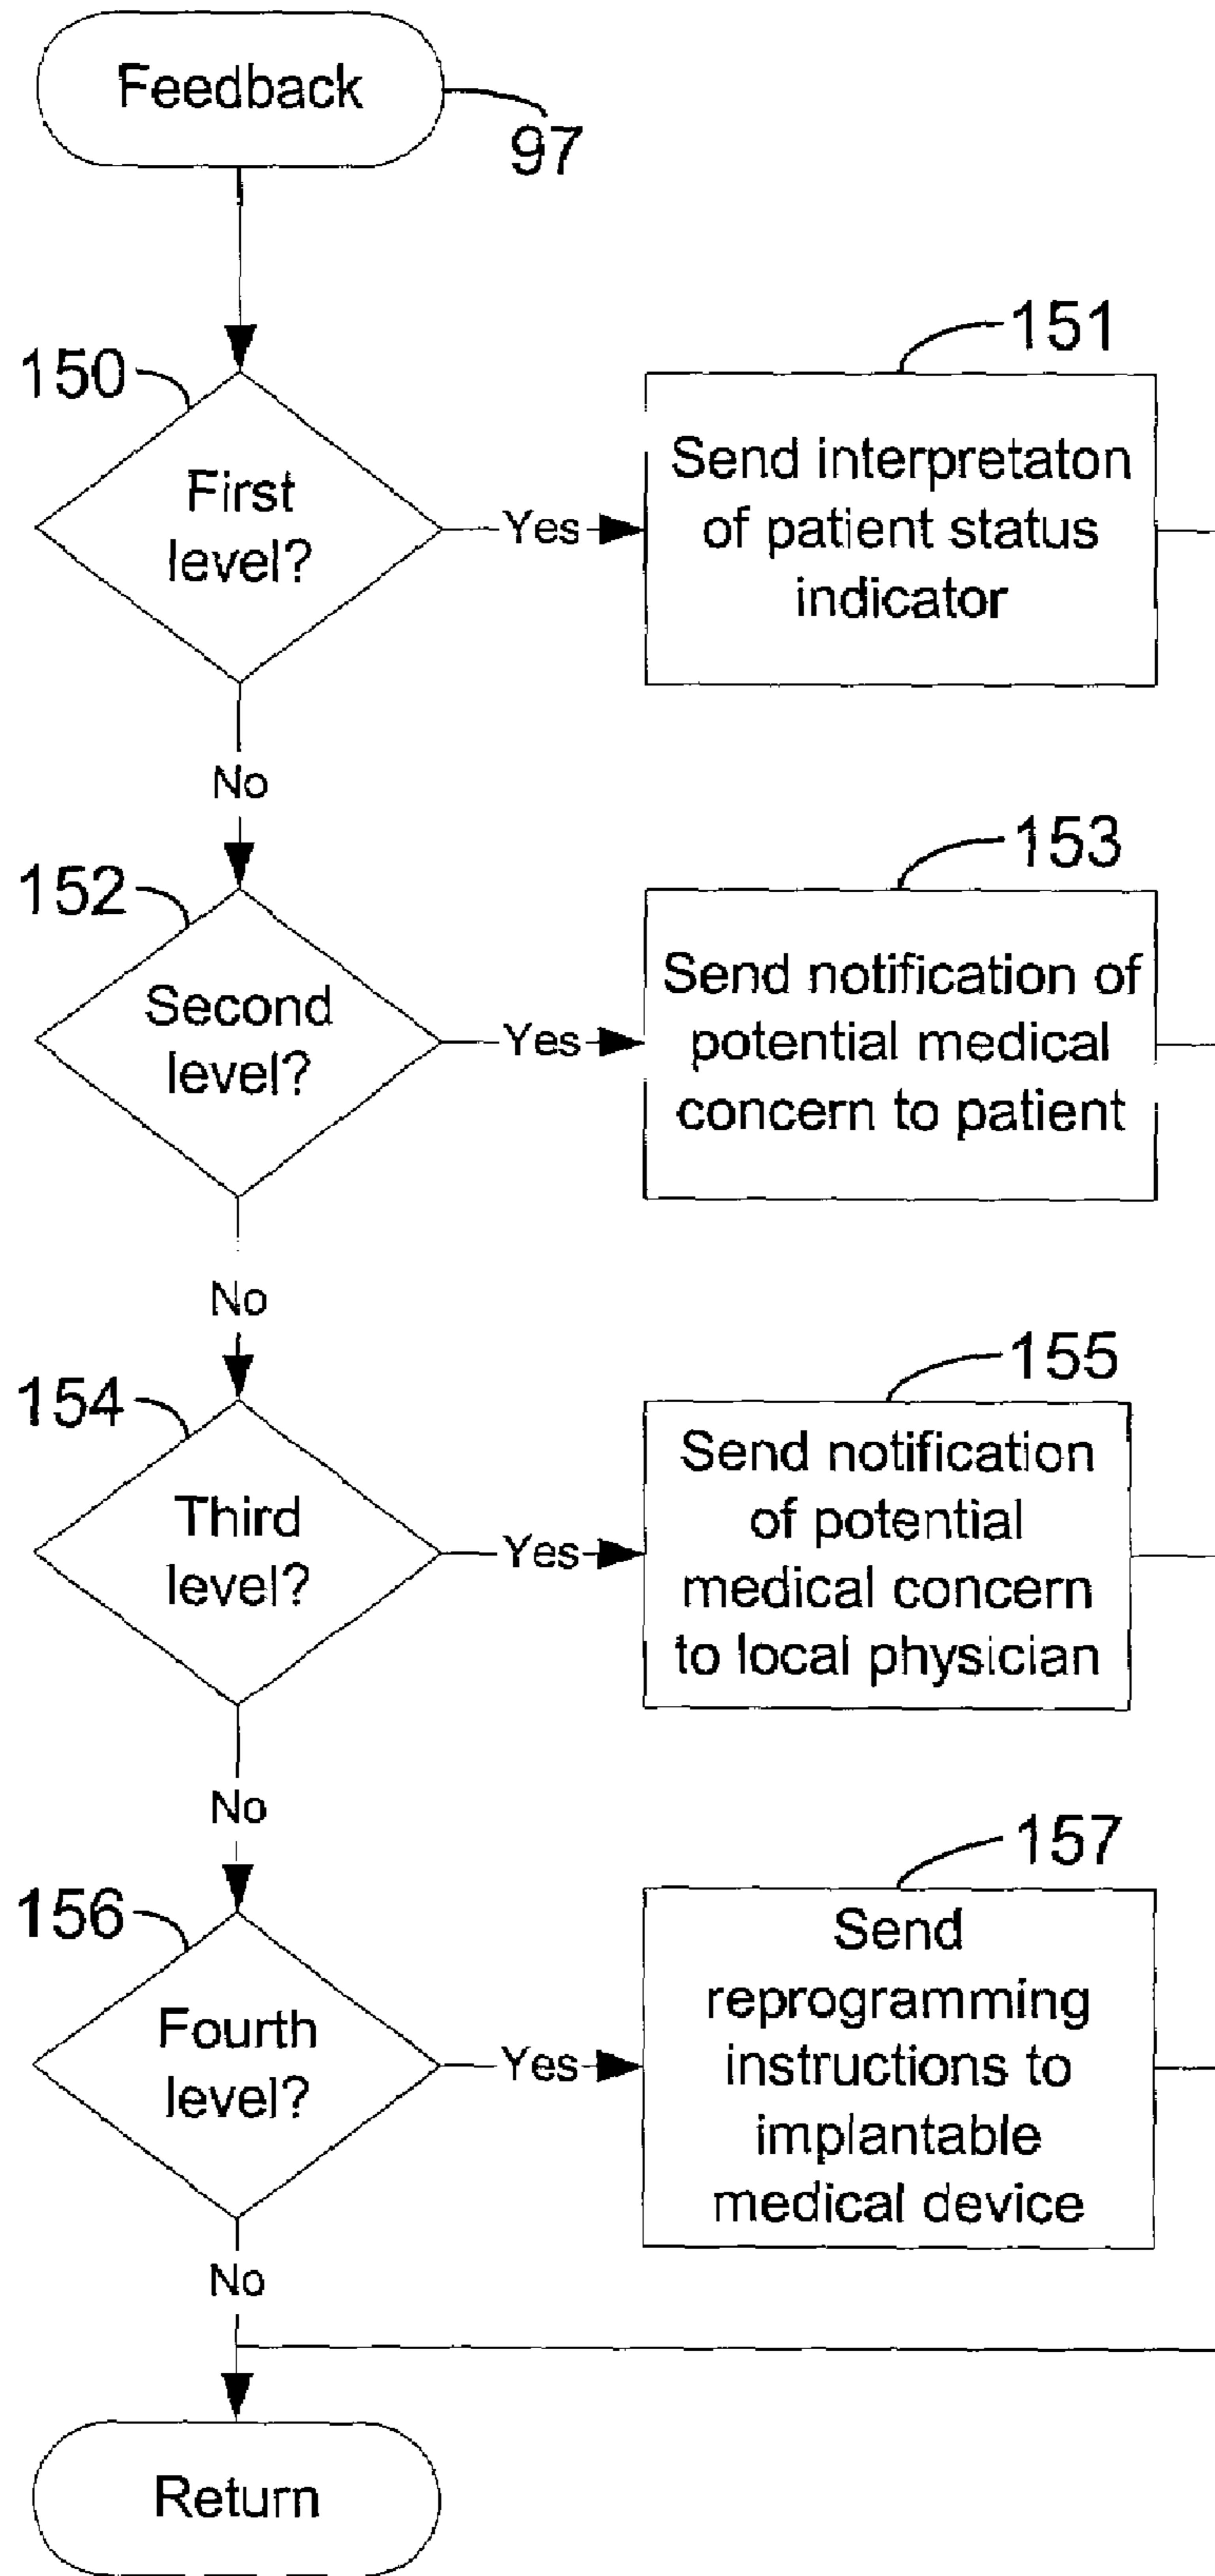 Feedback
97
150
First
level?
Yes
151
Send interpretaton
of patient status
indicator
No
152
Second
level?
Yes
153
Send notification of
potential medical
concern to patient
No
154
Third
level?
Yes
155
Send notification
of potential
medical concern
to local physician
No
156
Fourth
level?
Yes
157
Send
reprogramming
instructions to
implantable
medical device
No
Return